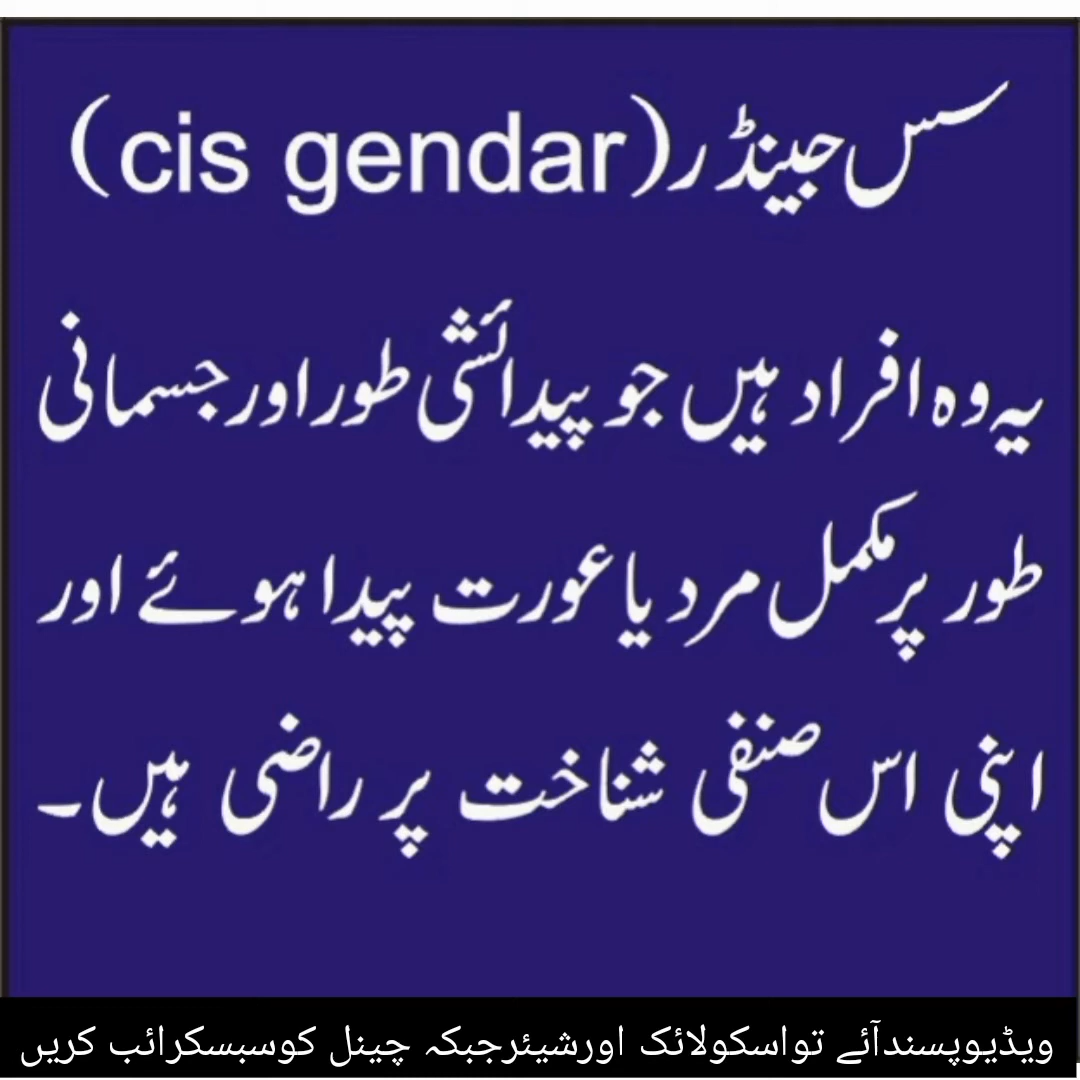 سس جینڈر (cis gendar)
یہ وہ افراد ہیں جو پیدائشی طور اور جسمانی
طور پر مکمل مرد یا عورت پیدا ہوئے اور
اپنی اس صنفی شناخت پر راضی ہیں۔
ویڈیوپسندآئے تواسکولائک اورشیئرجبکہ چینل کوسبسکرائب کریں